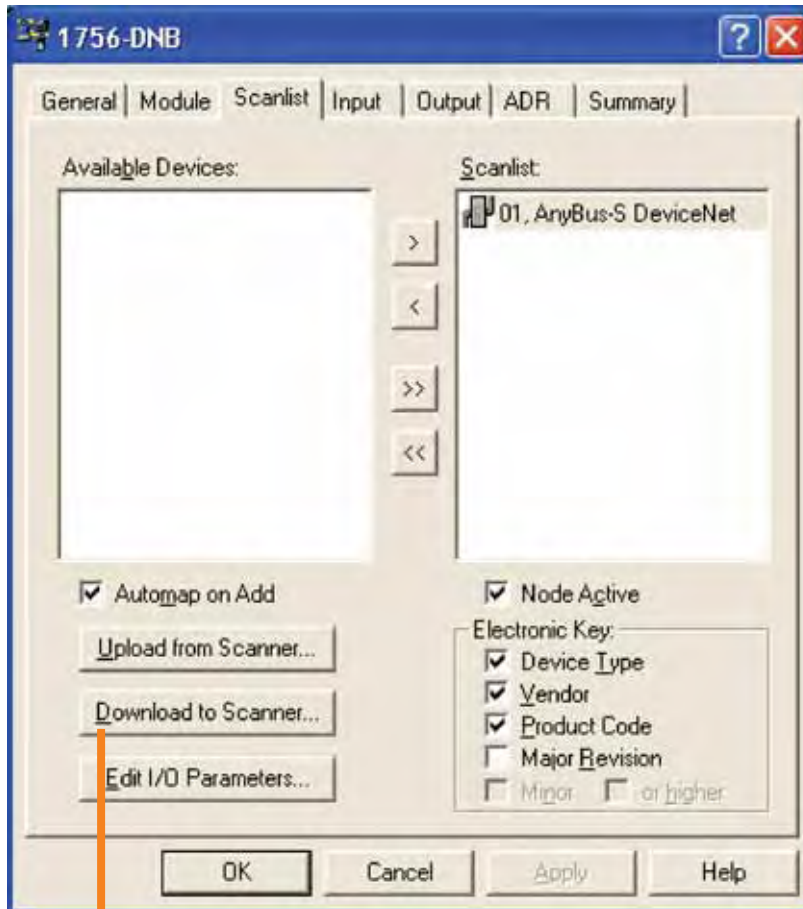 1756-DNB
General Module Scanlist Input Output ADR Summary
Available Devices:
Scanlist:
01, AnyBus-S DeviceNet
>
<
>>
<<
Automap on Add
Node Active
Upload from Scanner...
Electronic Key:
Device Type
Download to Scanner...
Vendor
Product Code
Edit I/O Parameters...
Major Revision
Minor or higher
OK Cancel Apply Help